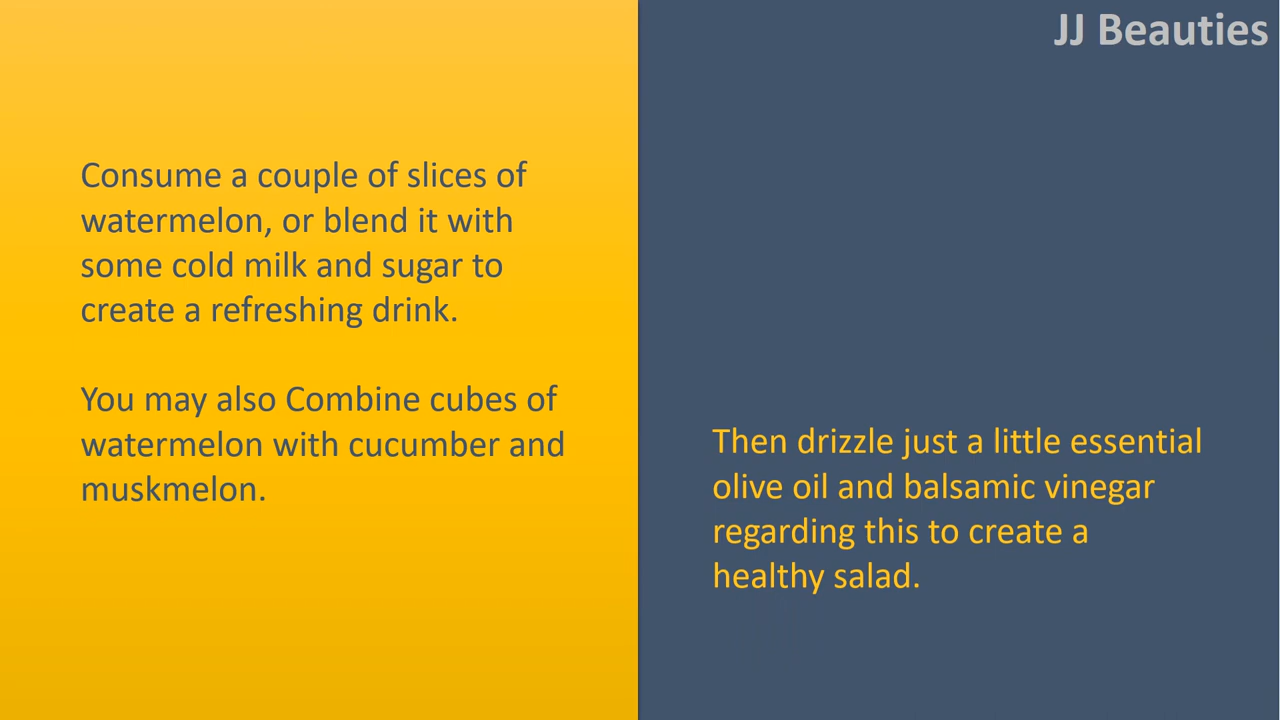 JJ Beauties
Consume a couple of slices of
watermelon, or blend it with
some cold milk and sugar to
create a refreshing drink.
You may also Combine cubes of
watermelon with cucumber and
muskmelon.
Then drizzle just a little essential
olive oil and balsamic vinegar
regarding this to create a
healthy salad.